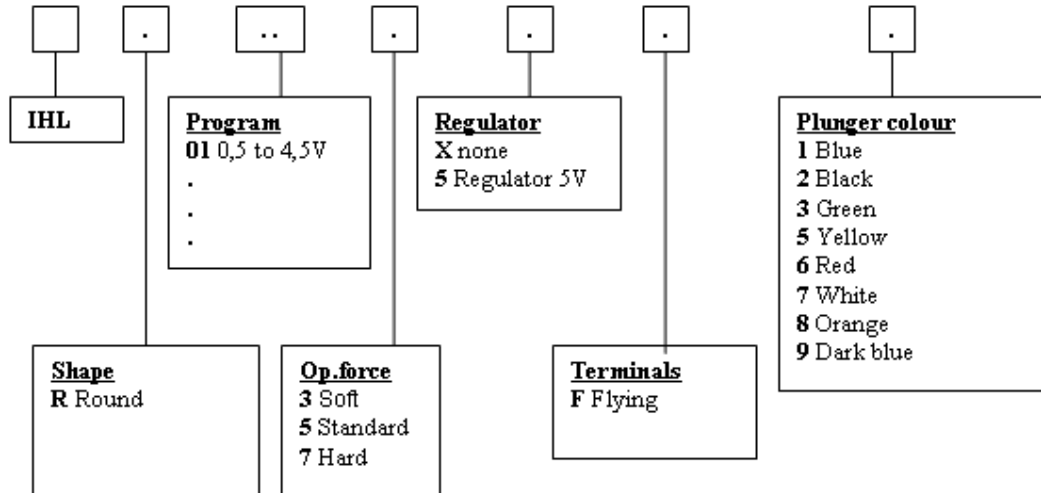 . .. . . . .
IHL
Program
01 0,5 to 4,5V
.
.
.
Regulator
X none
5 Regulator 5V
Plunger colour
1 Blue
2 Black
3 Green
5 Yellow
6 Red
7 White
8 Orange
9 Dark blue
Shape
R Round
Op.force
3 Soft
5 Standard
7 Hard
Terminals
F Flying